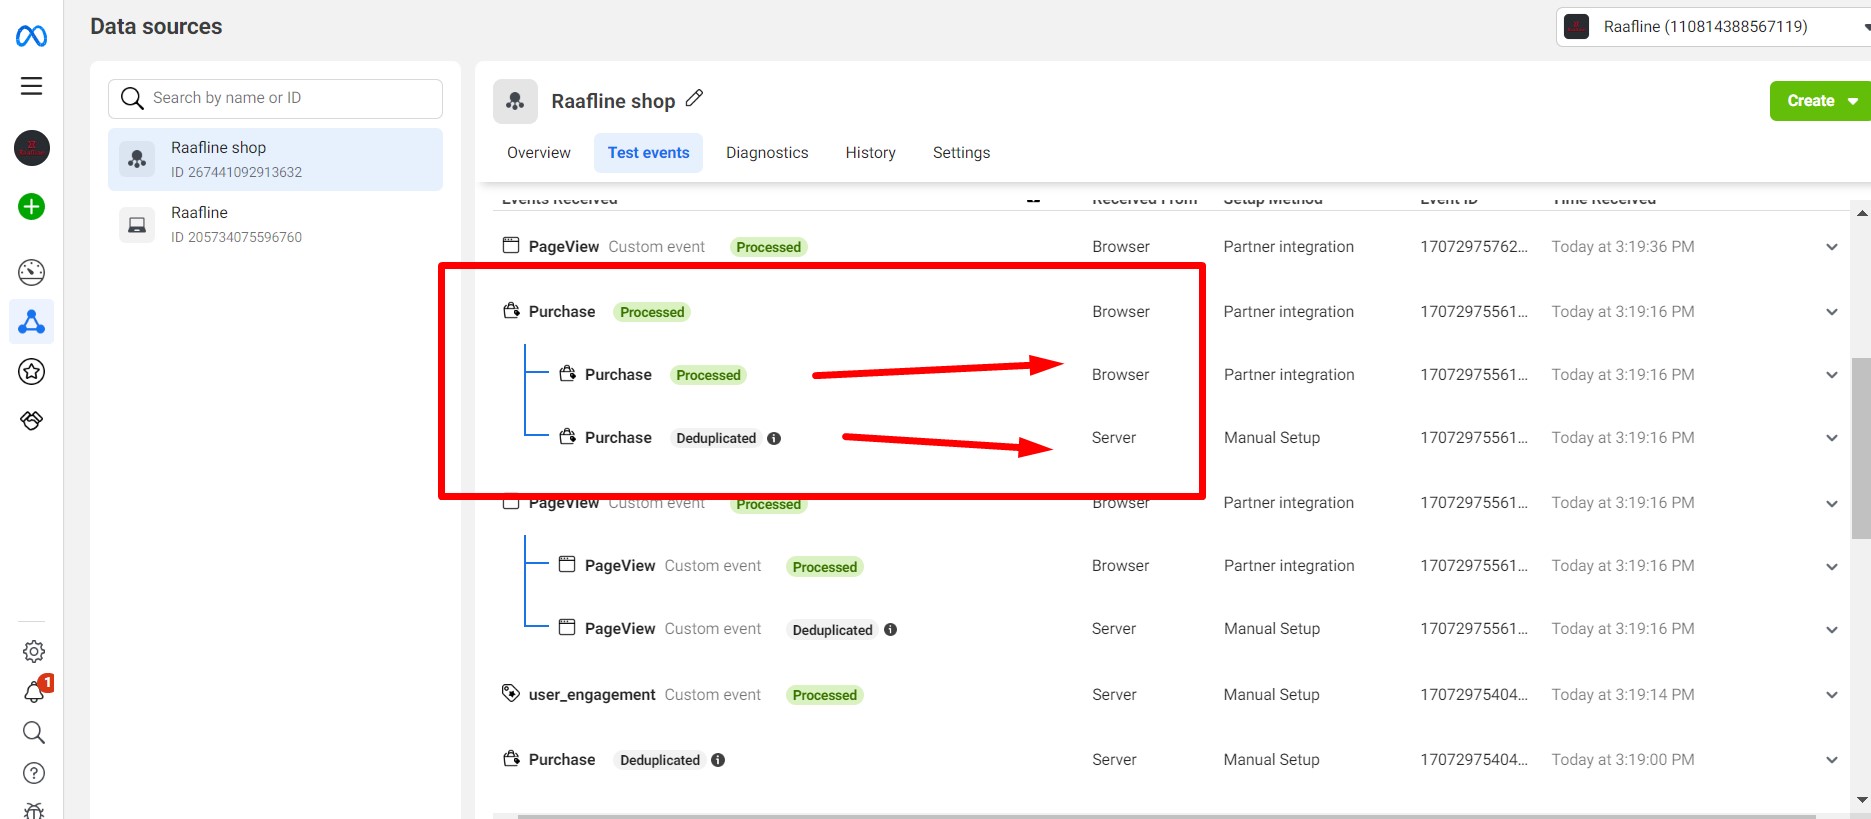 Data sources
Raafline (110814388567119)
Search by name or ID
Raafline shop
ID 267441092913632
Raafline
ID 205734075596760
Raafline shop
Create
Overview Test events Diagnostics History Settings
Events Received Received From Setup Method Event ID Time Received
PageView Custom event Processed Browser Partner integration 17072975762... Today at 3:19:36 PM
Purchase Processed Browser Partner integration 17072975561... Today at 3:19:16 PM
Purchase Processed Browser Partner integration 17072975561... Today at 3:19:16 PM
Purchase Deduplicated Server Manual Setup 17072975561... Today at 3:19:16 PM
PageView Custom event Processed Browser Partner integration 17072975561... Today at 3:19:16 PM
PageView Custom event Processed Browser Partner integration 17072975561... Today at 3:19:16 PM
PageView Custom event Deduplicated Server Manual Setup 17072975561... Today at 3:19:16 PM
user_engagement Custom event Processed Server Manual Setup 17072975404... Today at 3:19:14 PM
1
Purchase Deduplicated Server Manual Setup 17072975404... Today at 3:19:00 PM